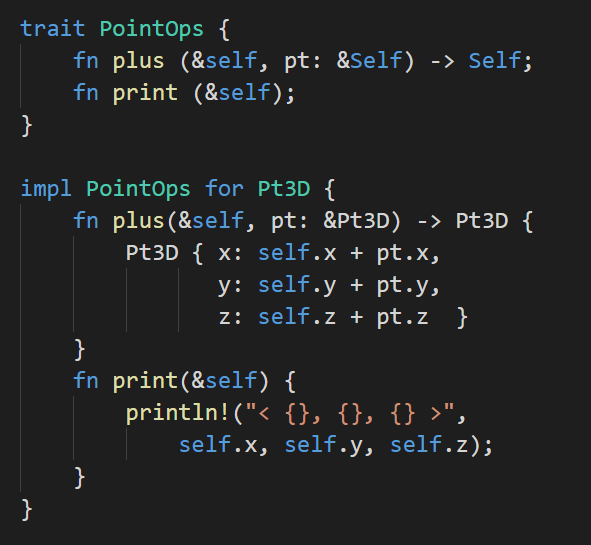 trait PointOps {
    fn plus (&self, pt: &Self) -> Self;
    fn print (&self);
}

impl PointOps for Pt3D {
    fn plus(&self, pt: &Pt3D) -> Pt3D {
        Pt3D { x: self.x + pt.x,
               y: self.y + pt.y,
               z: self.z + pt.z  }
    }
    fn print(&self) {
        println!("< {}, {}, {} >",
            self.x, self.y, self.z);
    }
}